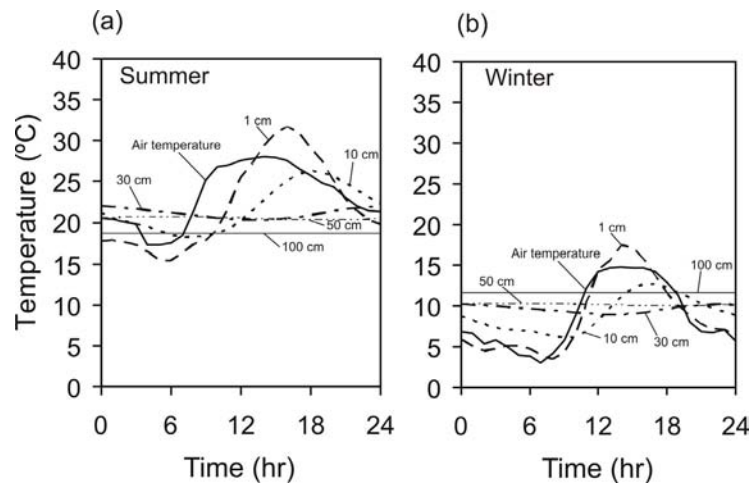 (a)
Summer
Temperature (ºC)
40
35
30
25
20
15
10
5
0
1 cm
Air temperature
10 cm
30 cm
50 cm
100 cm
0 6 12 18 24
Time (hr)
(b)
Winter
40
35
30
25
20
15
10
5
0
1 cm
Air temperature
100 cm
50 cm
10 cm
30 cm
0 6 12 18 24
Time (hr)